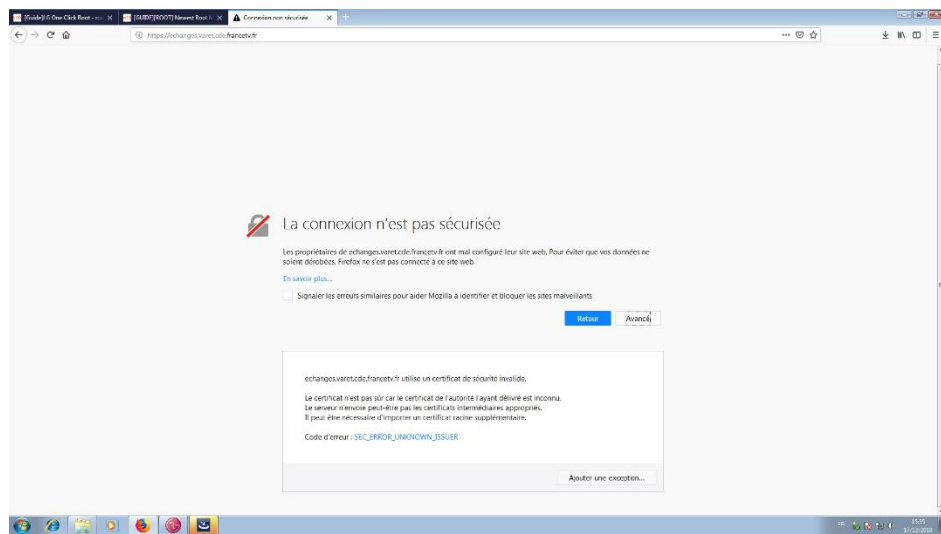 [Guide]LG One Click Root -
[GUIDE][ROOT] Newest Root
Connexion non sécurisée
https://echanges.varet.cde.francetv.fr
La connexion n'est pas sécurisée
Les propriétaires de echanges.varet.cde.francetv.fr ont mal configuré leur site web. Pour éviter que vos données ne
soient dérobées, Firefox ne s'est pas connecté à ce site web.
En savoir plus...
Signaler les erreurs similaires pour aider Mozilla à identifier et bloquer les sites malveillants
Retour
Avancé
echanges.varet.cde.francetv.fr utilise un certificat de sécurité invalide.
Le certificat n'est pas sûr car le certificat de l'autorité l'ayant délivré est inconnu.
Le serveur n'envoie peut-être pas les certificats intermédiaires appropriés.
Il peut être nécessaire d'importer un certificat racine supplémentaire.
Code d'erreur : SEC_ERROR_UNKNOWN_ISSUER
Ajouter une exception...
FR
15:35
17/12/2018